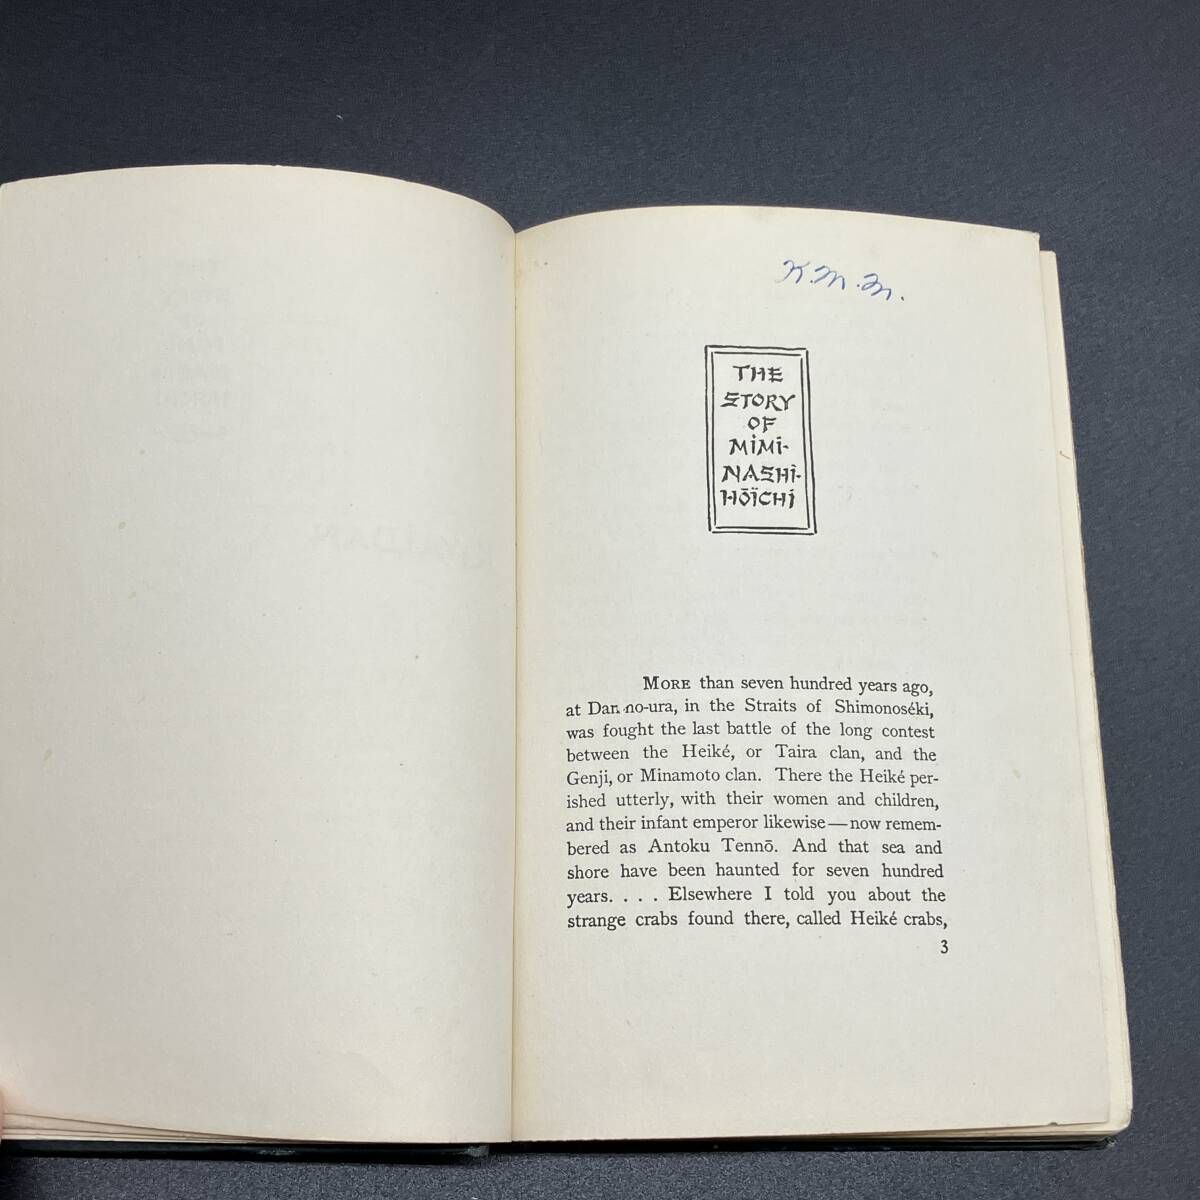 K.M.M.
THE
STORY
OF
MIMI-
NASHI-
HŌÏCHI
MORE than seven hundred years ago,
at Dan-no-ura, in the Straits of Shimonoséki,
was fought the last battle of the long contest
between the Heiké, or Taira clan, and the
Genji, or Minamoto clan. There the Heiké per-
ished utterly, with their women and children,
and their infant emperor likewise—now remem-
bered as Antoku Tennō. And that sea and
shore have been haunted for seven hundred
years. . . . Elsewhere I told you about the
strange crabs found there, called Heiké crabs,
3